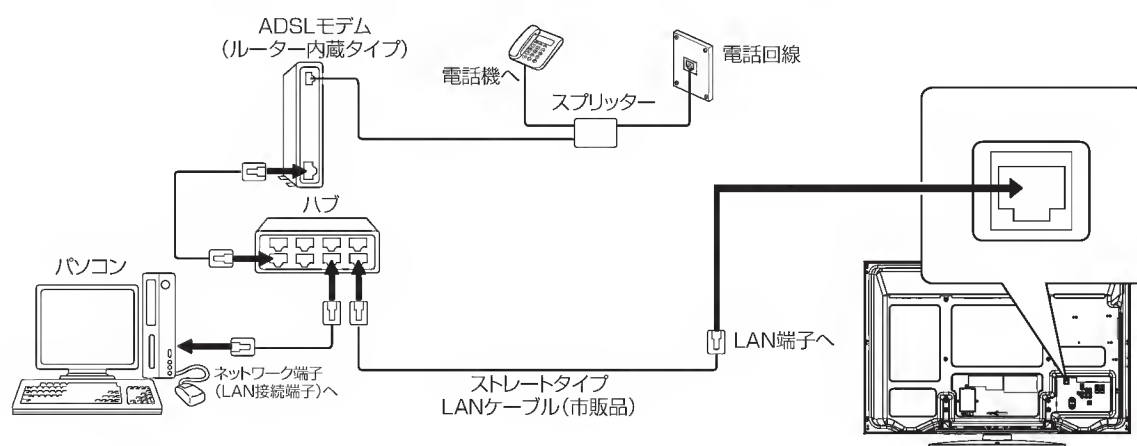 ADSLモデム
(ルーター内蔵タイプ)
電話機へ
電話回線
スプリッター
ハブ
パソコン
LAN端子へ
ネットワーク端子
(LAN接続端子)へ
ストレートタイプ
LANケーブル(市販品)